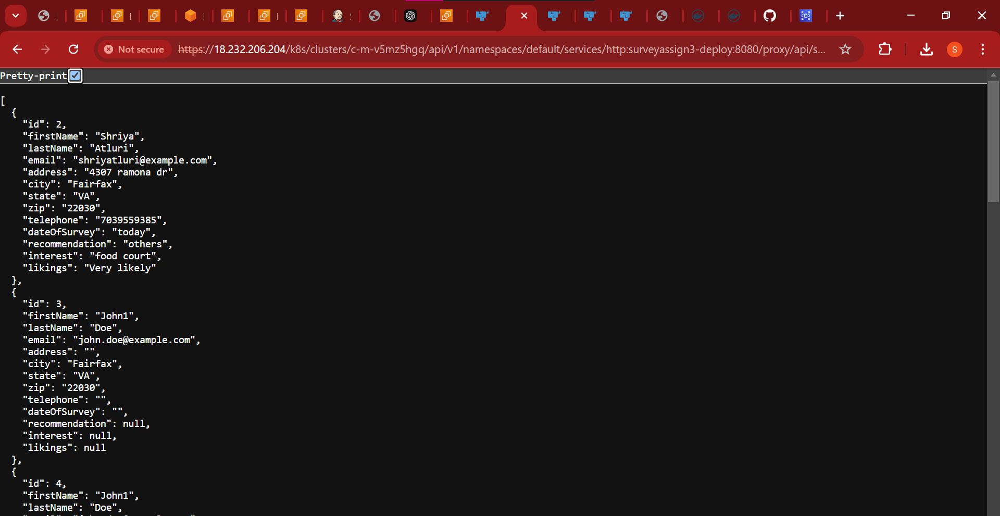 Not secure
https://18.232.206.204/k8s/clusters/c-m-v5mz5hgq/api/v1/namespaces/default/services/http:surveyassign3-deploy:8080/proxy/api/s...
S
Pretty-print
[
  {
    "id": 2,
    "firstName": "Shriya",
    "lastName": "Atluri",
    "email": "shriyatluri@example.com",
    "address": "4307 ramona dr",
    "city": "Fairfax",
    "state": "VA",
    "zip": "22030",
    "telephone": "7039559385",
    "dateOfSurvey": "today",
    "recommendation": "others",
    "interest": "food court",
    "likings": "Very likely"
  },
  {
    "id": 3,
    "firstName": "John1",
    "lastName": "Doe",
    "email": "john.doe@example.com",
    "address": "",
    "city": "Fairfax",
    "state": "VA",
    "zip": "22030",
    "telephone": "",
    "dateOfSurvey": "",
    "recommendation": null,
    "interest": null,
    "likings": null
  },
  {
    "id": 4,
    "firstName": "John1",
    "lastName": "Doe",